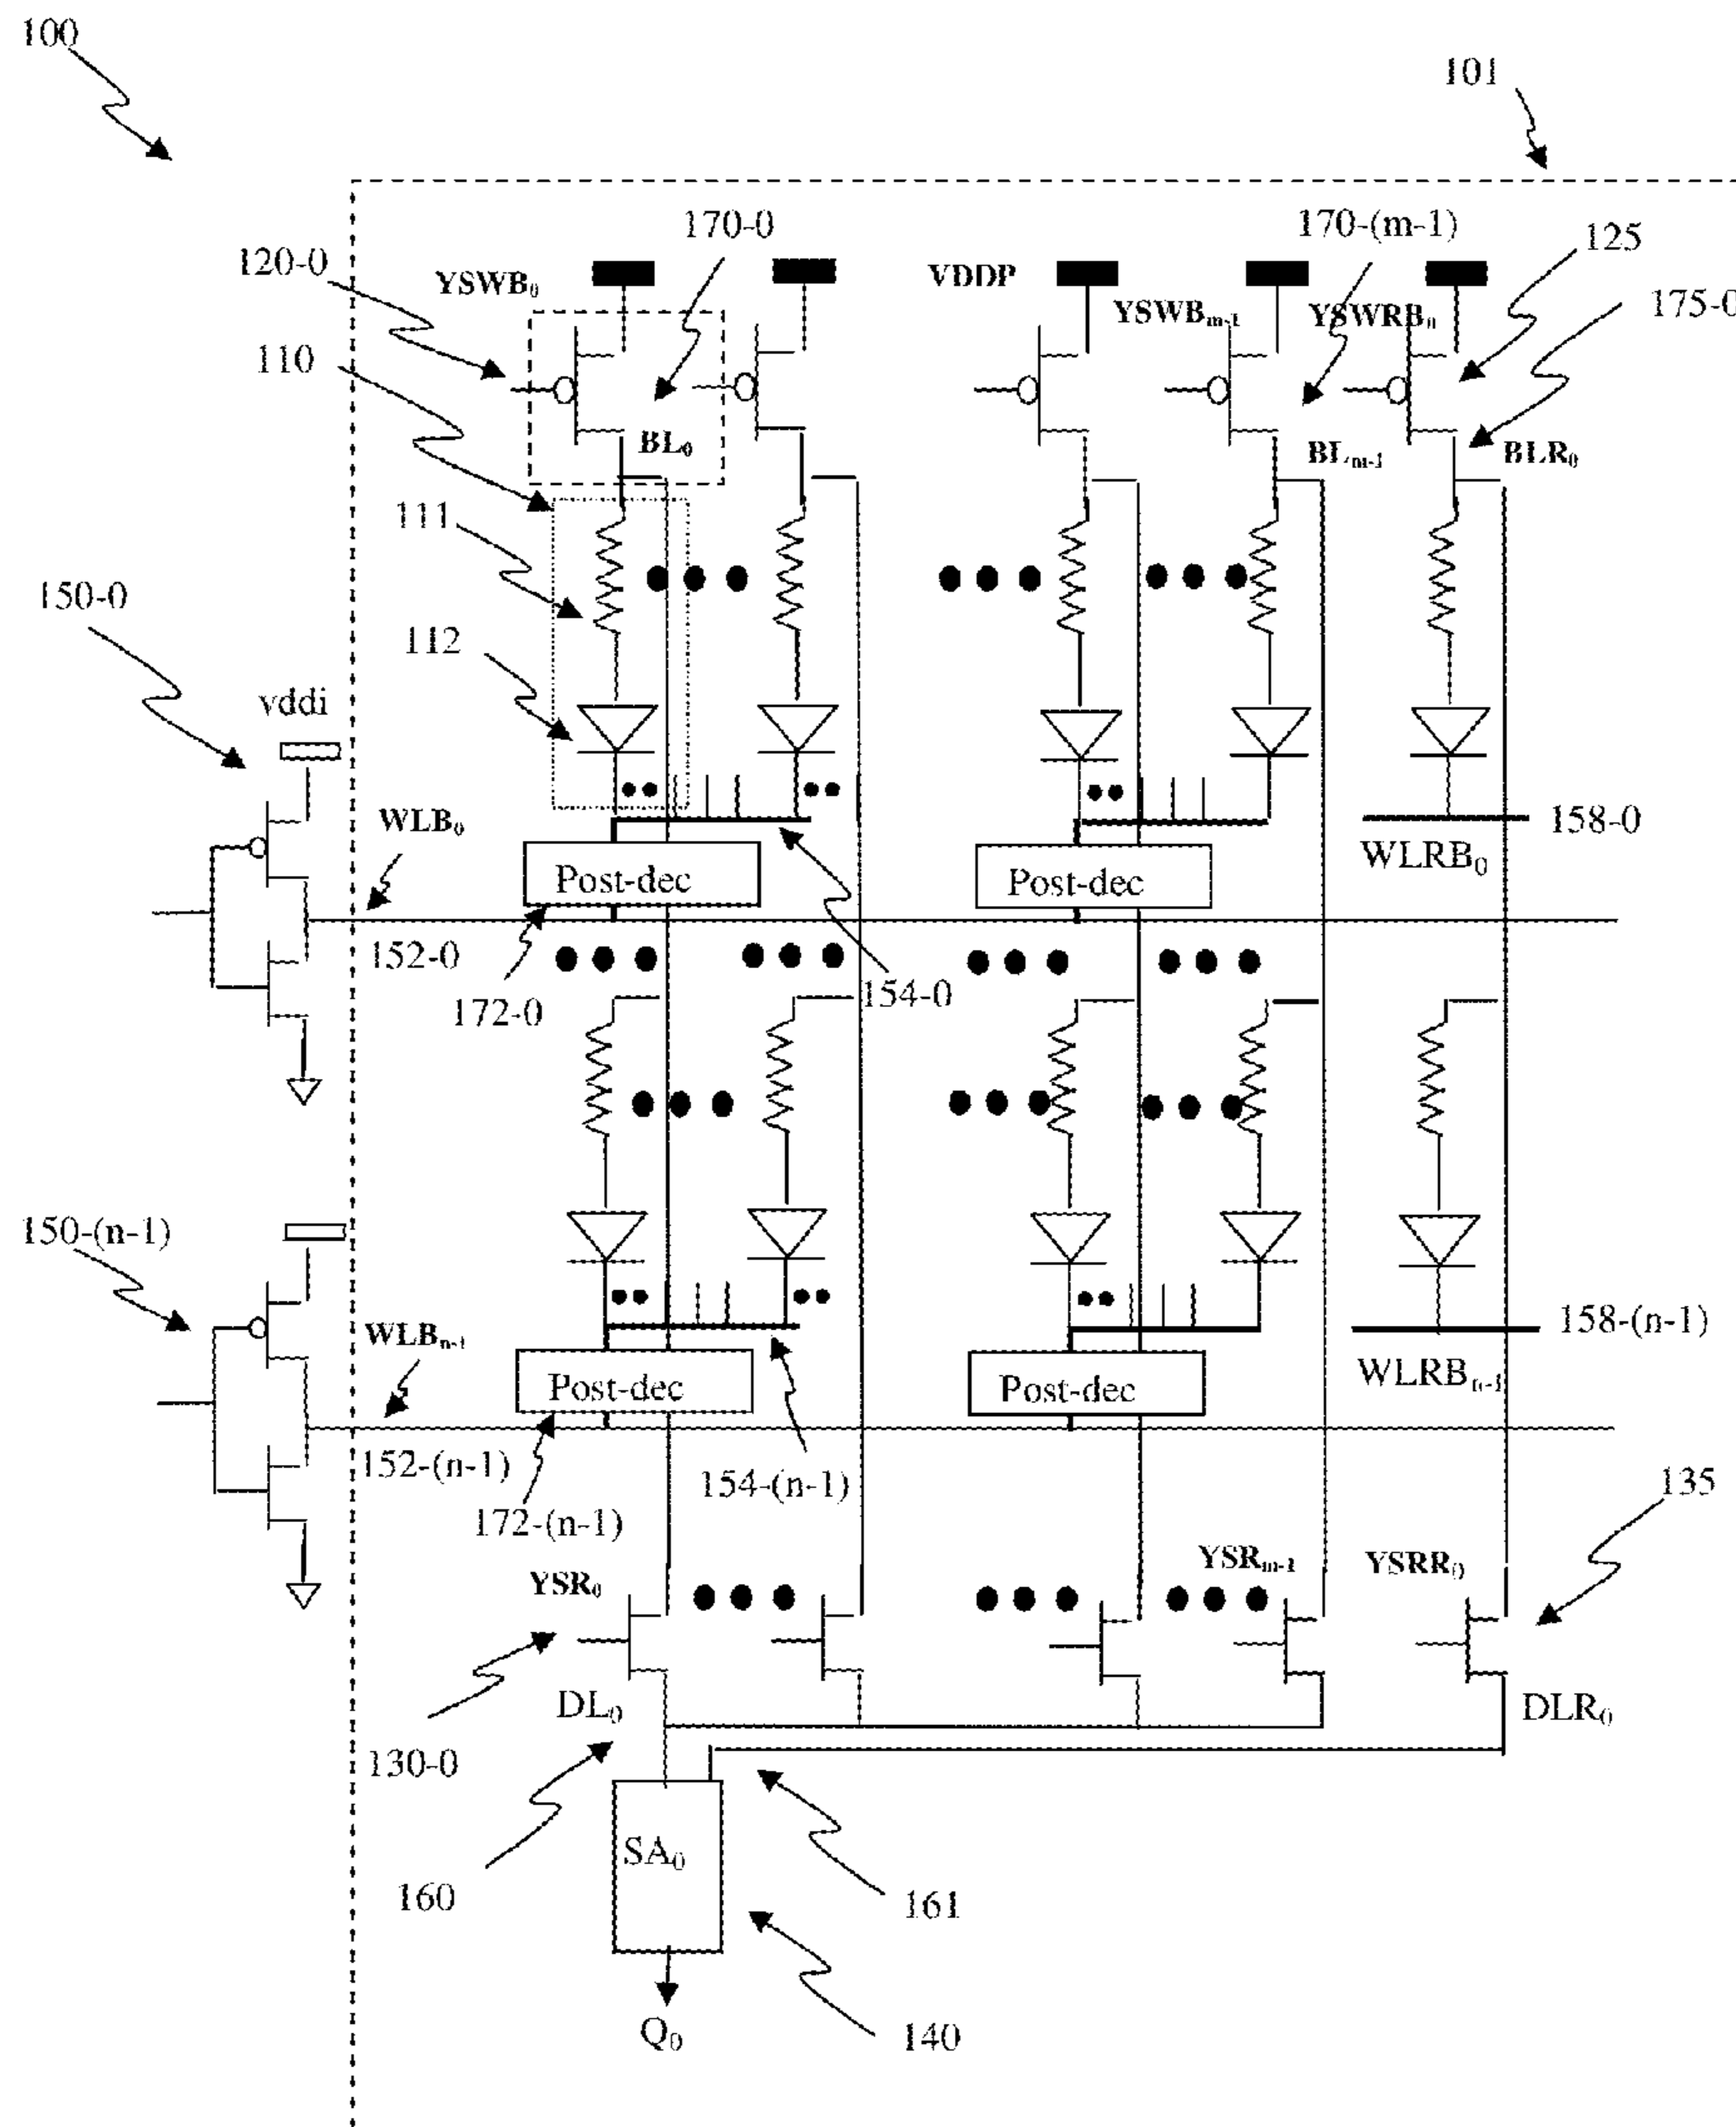 100
101
170-0
170-(m-1)
125
120-0
YSWB₀
VDDP
YSWBₘ₋₁
YSWRB₀
175-0
110
BL₀
BLₘ₋₁
BLR₀
111
150-0
112
vddi
WLB₀
158-0
Post-dec
Post-dec
WLRB₀
152-0
172-0
154-0
150-(n-1)
WLBₙ₋₁
158-(n-1)
Post-dec
Post-dec
WLRBₙ₋₁
152-(n-1)
154-(n-1)
172-(n-1)
135
YSR₀
YSRₘ₋₁
YSRR₀
DL₀
DLR₀
130-0
SA₀
160
161
Q₀
140